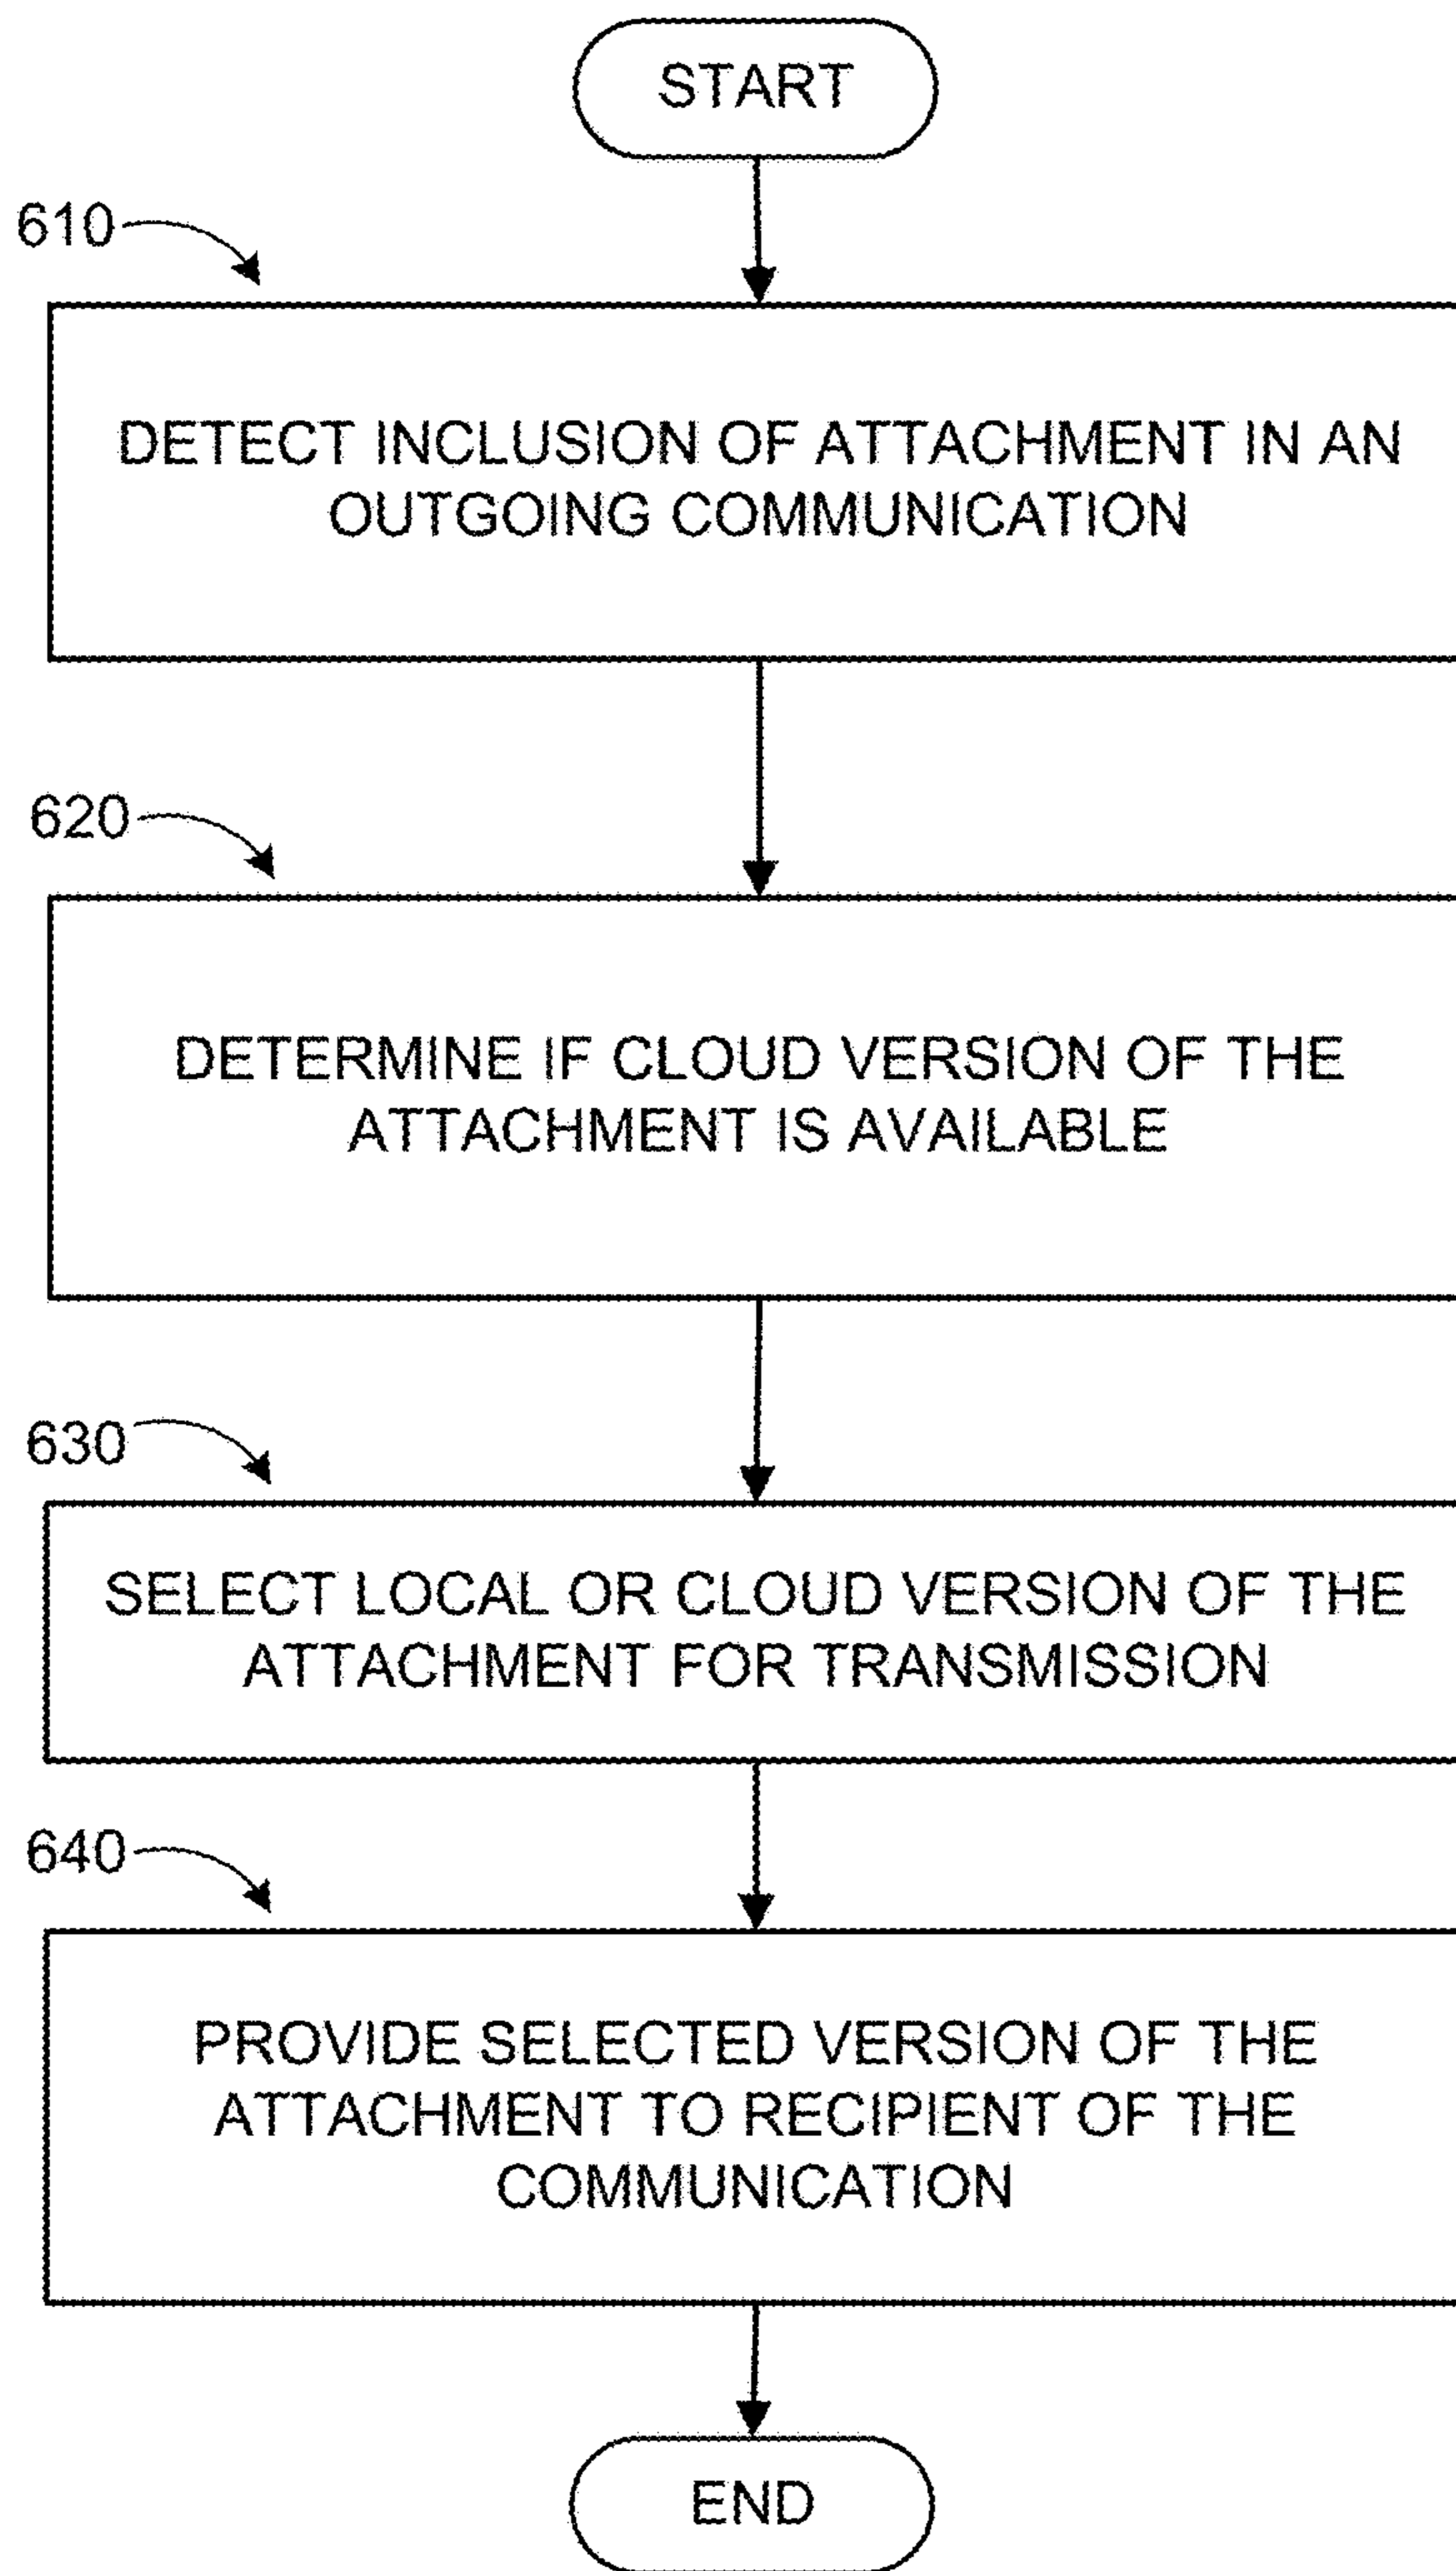 START
610
DETECT INCLUSION OF ATTACHMENT IN AN
OUTGOING COMMUNICATION
620
DETERMINE IF CLOUD VERSION OF THE
ATTACHMENT IS AVAILABLE
630
SELECT LOCAL OR CLOUD VERSION OF THE
ATTACHMENT FOR TRANSMISSION
640
PROVIDE SELECTED VERSION OF THE
ATTACHMENT TO RECIPIENT OF THE
COMMUNICATION
END